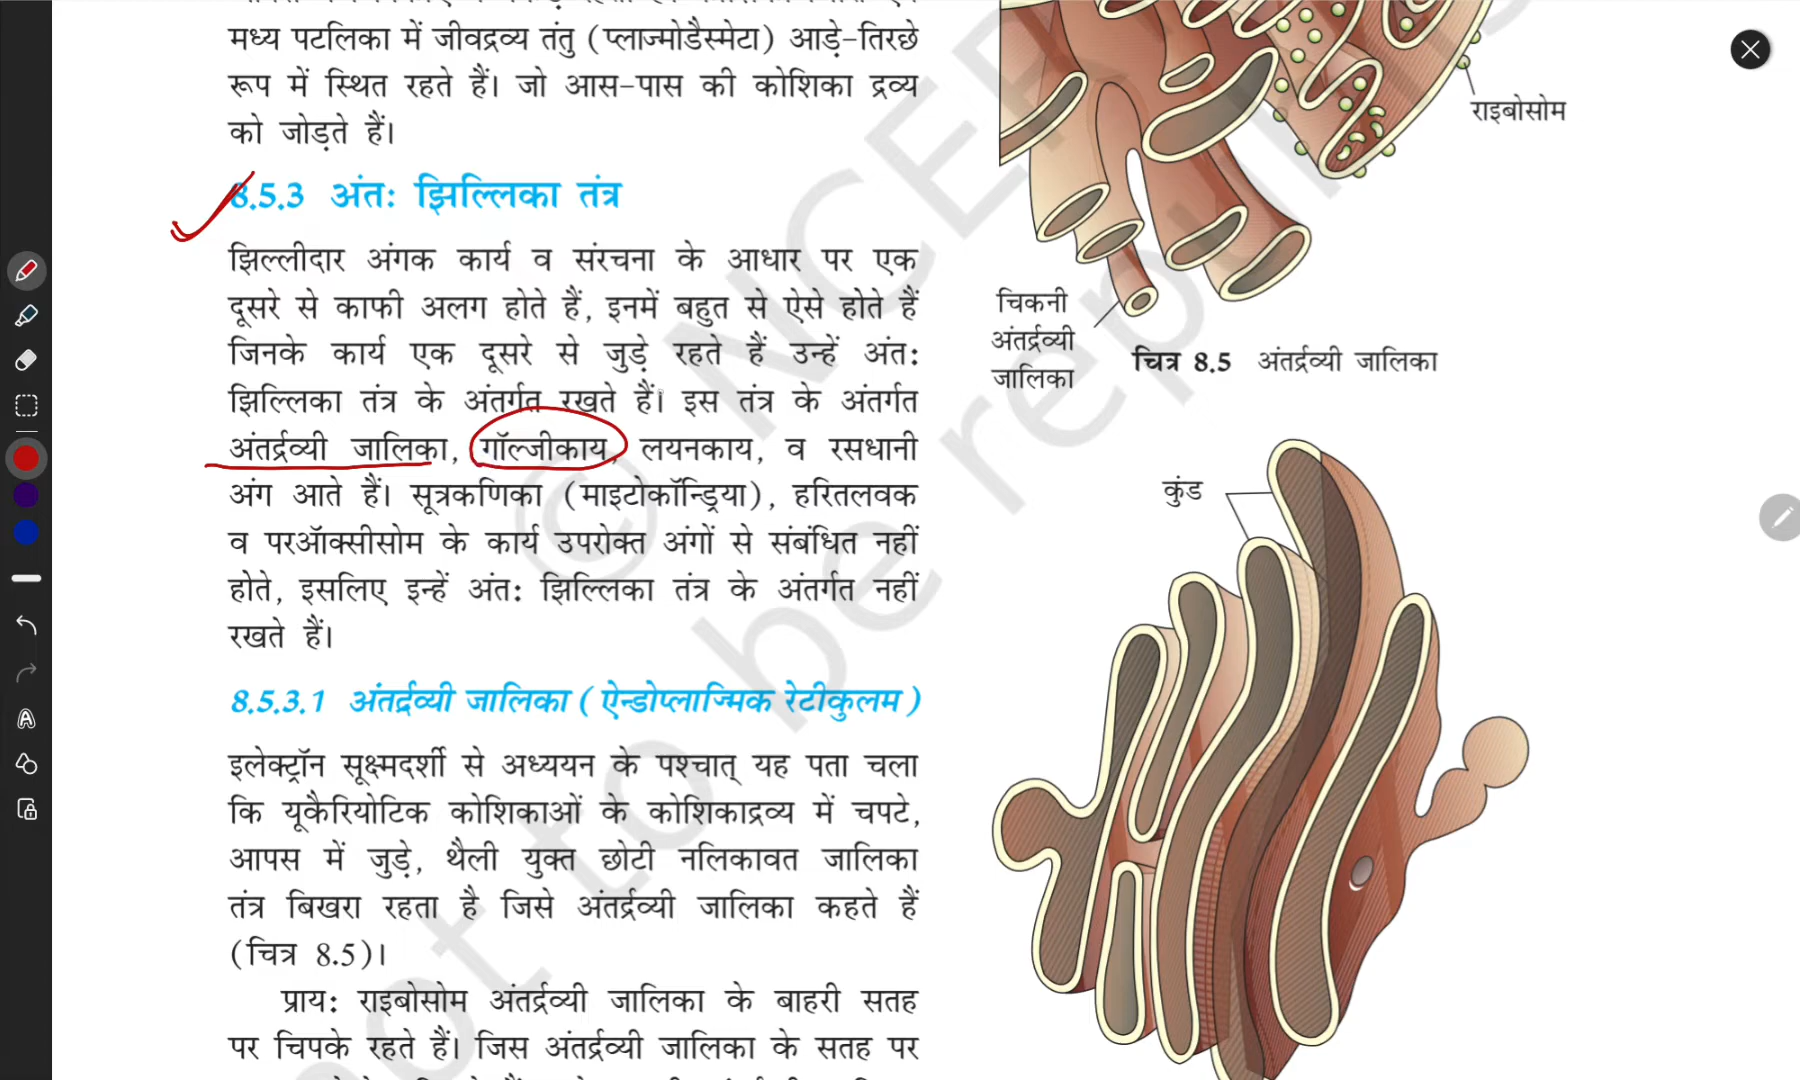 मध्य पटलिका में जीवद्रव्य तंतु (प्लाज्मोडैस्मेटा) आड़े-तिरछे
रूप में स्थित रहते हैं। जो आस-पास की कोशिका द्रव्य
को जोड़ते हैं।
8.5.3 अंतः झिल्लिका तंत्र
झिल्लीदार अंगक कार्य व संरचना के आधार पर एक
दूसरे से काफी अलग होते हैं, इनमें बहुत से ऐसे होते हैं
जिनके कार्य एक दूसरे से जुड़े रहते हैं उन्हें अंतः
झिल्लिका तंत्र के अंतर्गत रखते हैं। इस तंत्र के अंतर्गत
अंतर्द्रव्यी जालिका, गॉल्जीकाय, लयनकाय, व रसधानी
अंग आते हैं। सूत्रकणिका (माइटोकॉन्ड्रिया), हरितलवक
व परऑक्सीसोम के कार्य उपरोक्त अंगों से संबंधित नहीं
होते, इसलिए इन्हें अंतः झिल्लिका तंत्र के अंतर्गत नहीं
रखते हैं।
8.5.3.1 अंतर्द्रव्यी जालिका ( ऐन्डोप्लाज्मिक रेटीकुलम )
इलेक्ट्रॉन सूक्ष्मदर्शी से अध्ययन के पश्चात् यह पता चला
कि यूकैरियोटिक कोशिकाओं के कोशिकाद्रव्य में चपटे,
आपस में जुड़े, थैली युक्त छोटी नलिकावत जालिका
तंत्र बिखरा रहता है जिसे अंतर्द्रव्यी जालिका कहते हैं
(चित्र 8.5)।
प्रायः राइबोसोम अंतर्द्रव्यी जालिका के बाहरी सतह
पर चिपके रहते हैं। जिस अंतर्द्रव्यी जालिका के सतह पर
राइबोसोम
चिकनी
अंतर्द्रव्यी
जालिका
चित्र 8.5 अंतर्द्रव्यी जालिका
कुंड
© NCER
not to be republis